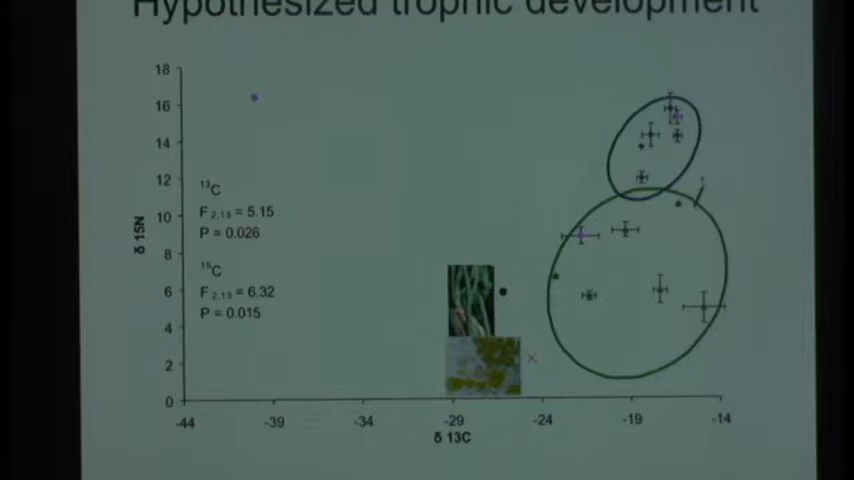 Hypothesized trophic development
18
16
14
12
10
8
6
4
2
0
δ 15N
13C
F 2,13 = 5.15
P = 0.026
15C
F 2,13 = 6.32
P = 0.015
-44 -39 -34 -29 -24 -19 -14
δ 13C